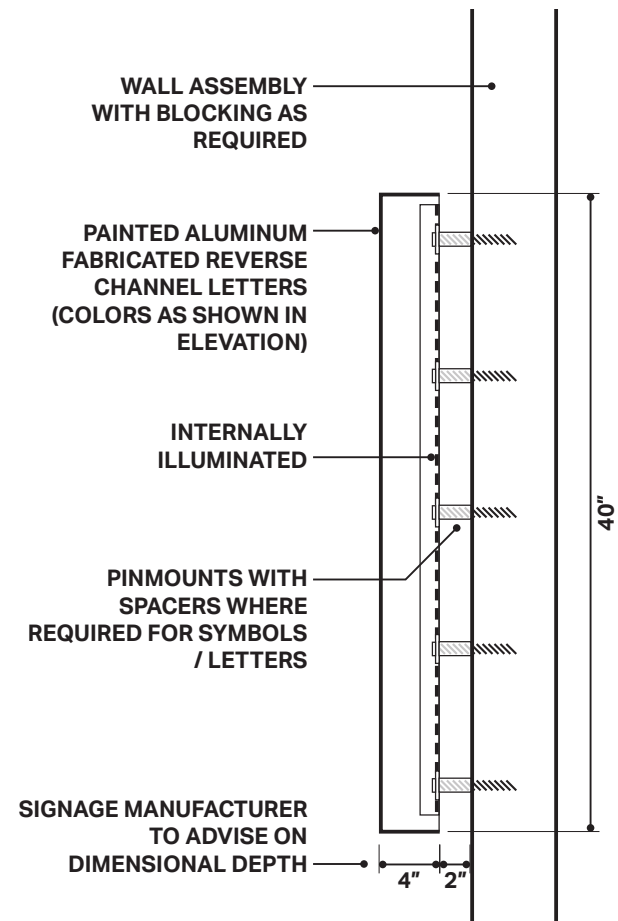 WALL ASSEMBLY
WITH BLOCKING AS
REQUIRED
PAINTED ALUMINUM
FABRICATED REVERSE
CHANNEL LETTERS
(COLORS AS SHOWN IN
ELEVATION)
INTERNALLY
ILLUMINATED
40"
PINMOUNTS WITH
SPACERS WHERE
REQUIRED FOR SYMBOLS
/ LETTERS
SIGNAGE MANUFACTURER
TO ADVISE ON
DIMENSIONAL DEPTH
4" 2"